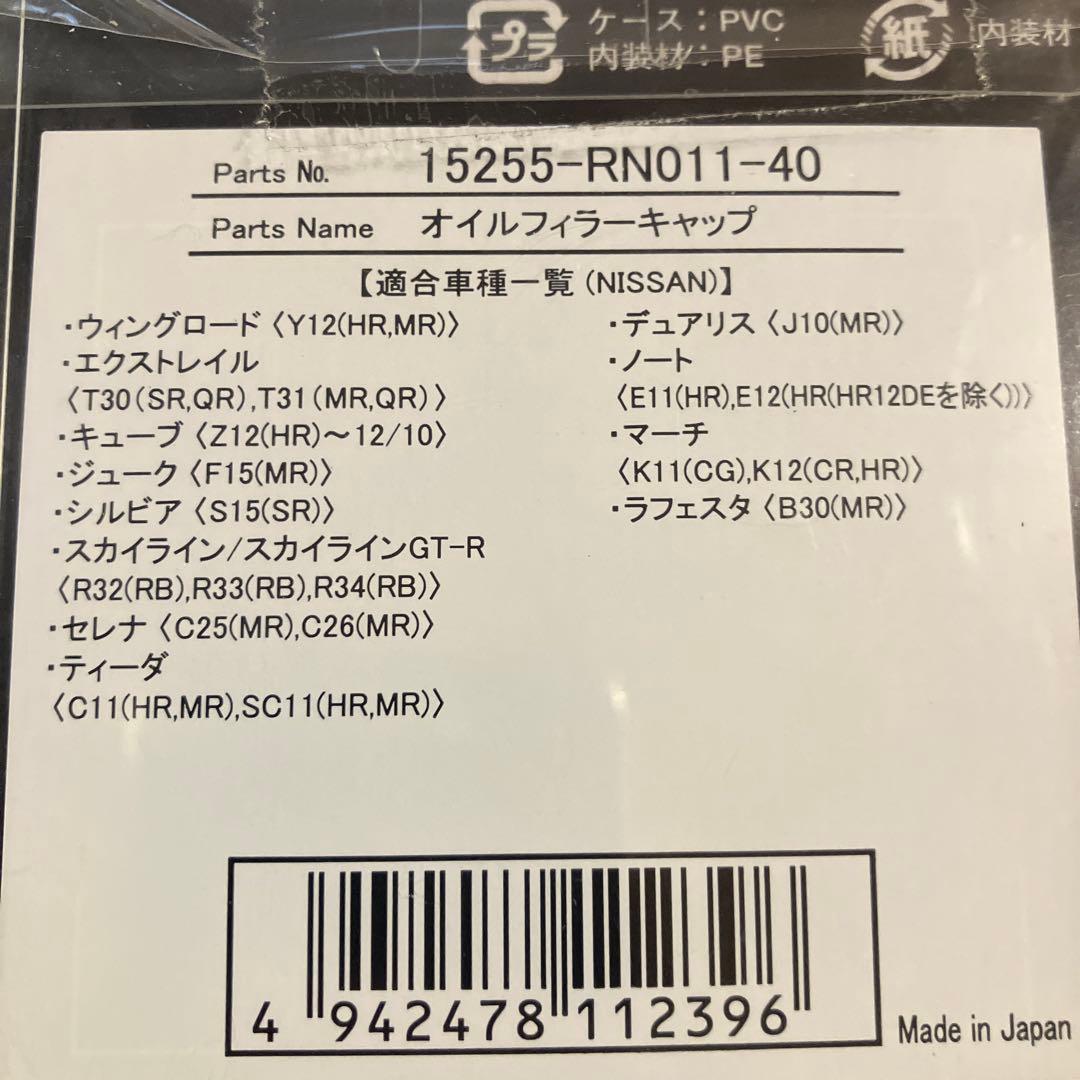 プラ
ケース：PVC
内装材：PE
紙
内装材
Parts No. 15255-RN011-40
Parts Name オイルフィラーキャップ
【適合車種一覧 (NISSAN)】
・ウィングロード〈Y12(HR,MR)〉
・エクストレイル
〈T30(SR,QR),T31(MR,QR)〉
・キューブ〈Z12(HR)～12/10〉
・ジューク〈F15(MR)〉
・シルビア〈S15(SR)〉
・スカイライン/スカイラインGT-R
〈R32(RB),R33(RB),R34(RB)〉
・セレナ〈C25(MR),C26(MR)〉
・ティーダ
〈C11(HR,MR),SC11(HR,MR)〉
・デュアリス〈J10(MR)〉
・ノート
〈E11(HR),E12(HR(HR12DEを除く))〉
・マーチ
〈K11(CG),K12(CR,HR)〉
・ラフェスタ〈B30(MR)〉
4 942478 112396
Made in Japan